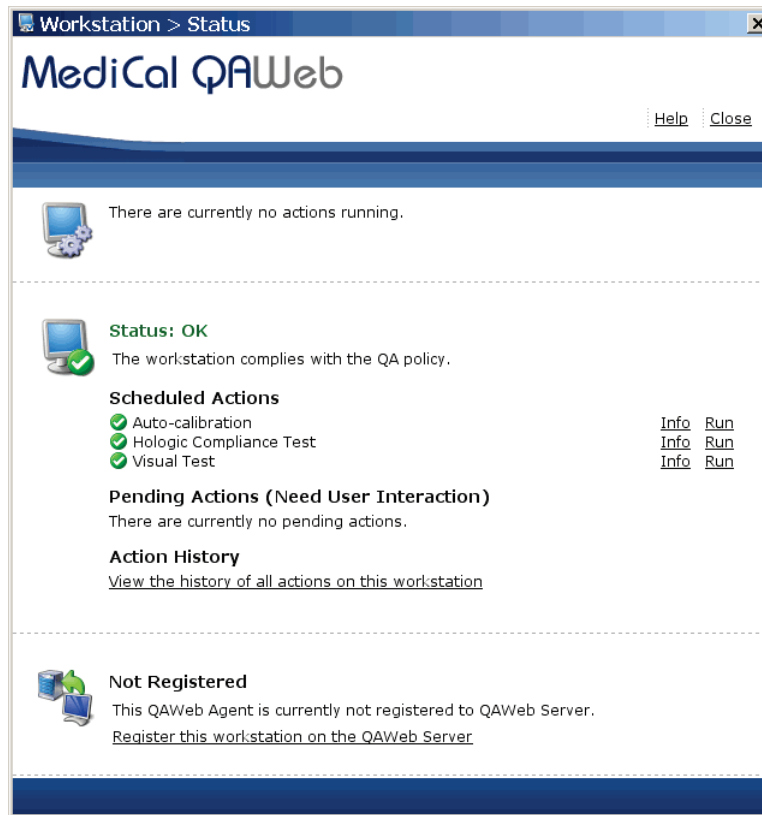 Workstation > Status
MediCal QAWeb
Help Close
There are currently no actions running.
Status: OK
The workstation complies with the QA policy.
Scheduled Actions
Auto-calibration Info Run
Hologic Compliance Test Info Run
Visual Test Info Run
Pending Actions (Need User Interaction)
There are currently no pending actions.
Action History
View the history of all actions on this workstation
Not Registered
This QAWeb Agent is currently not registered to QAWeb Server.
Register this workstation on the QAWeb Server